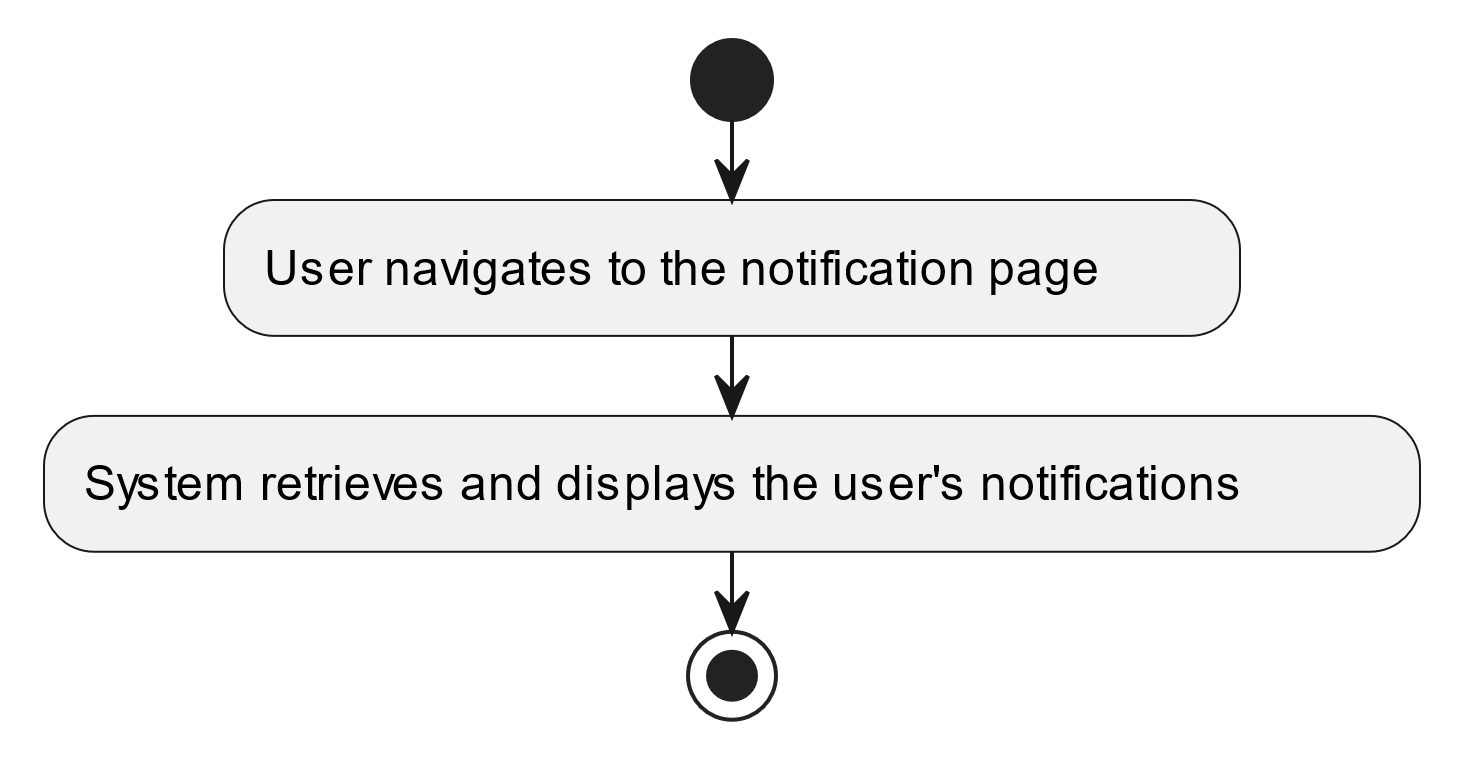 User navigates to the notification page
System retrieves and displays the user's notifications